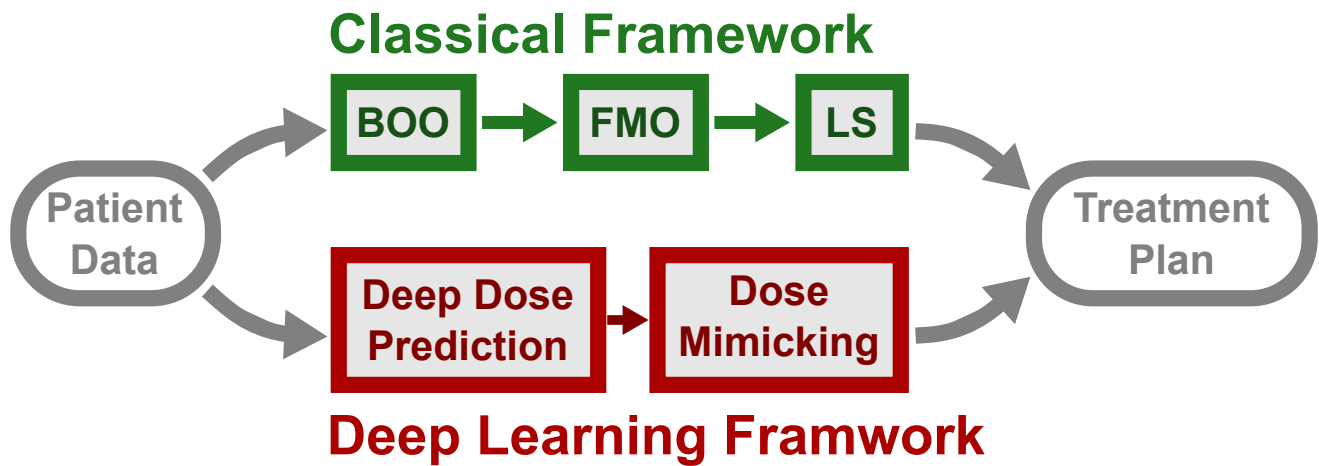 Classical Framework
BOO
FMO
LS
Patient
Data
Treatment
Plan
Deep Dose
Prediction
Dose
Mimicking
Deep Learning Framwork